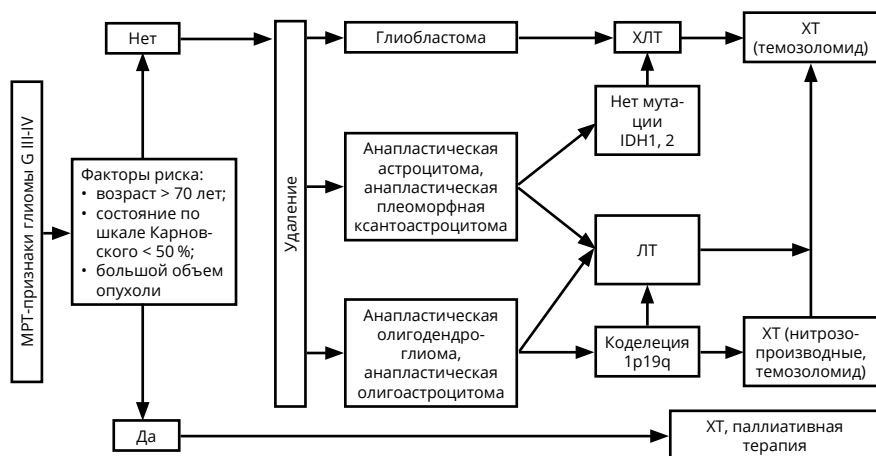 Нет
Глиобластома
ХЛТ
ХТ
(темозоломид)
МРТ-признаки глиомы G III-IV
Факторы риска:
• возраст > 70 лет;
• состояние по
шкале Карнов-
ского < 50 %;
• большой объем
опухоли
Удаление
Нет мута-
ции
IDH1, 2
Анапластическая
астроцитома,
анапластическая
плеоморфная
ксантоастроцитома
ЛТ
Анапластическая
олигодендро-
глиома,
анапластическая
олигоастроцитома
Коделеция
1p19q
ХТ (нитрозо-
производные,
темозоломид)
Да
ХТ, паллиативная
терапия